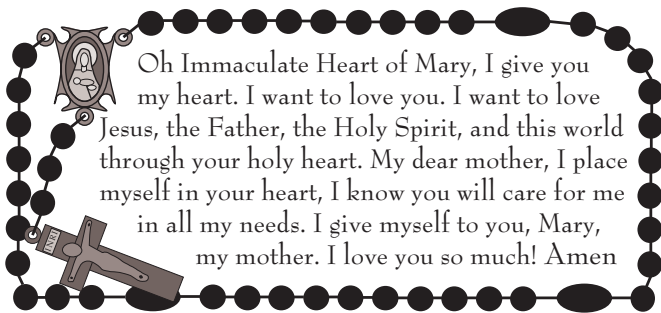 Oh Immaculate Heart of Mary, I give you
my heart. I want to love you. I want to love
Jesus, the Father, the Holy Spirit, and this world
through your holy heart. My dear mother, I place
myself in your heart, I know you will care for me
in all my needs. I give myself to you, Mary,
my mother. I love you so much! Amen
INRI